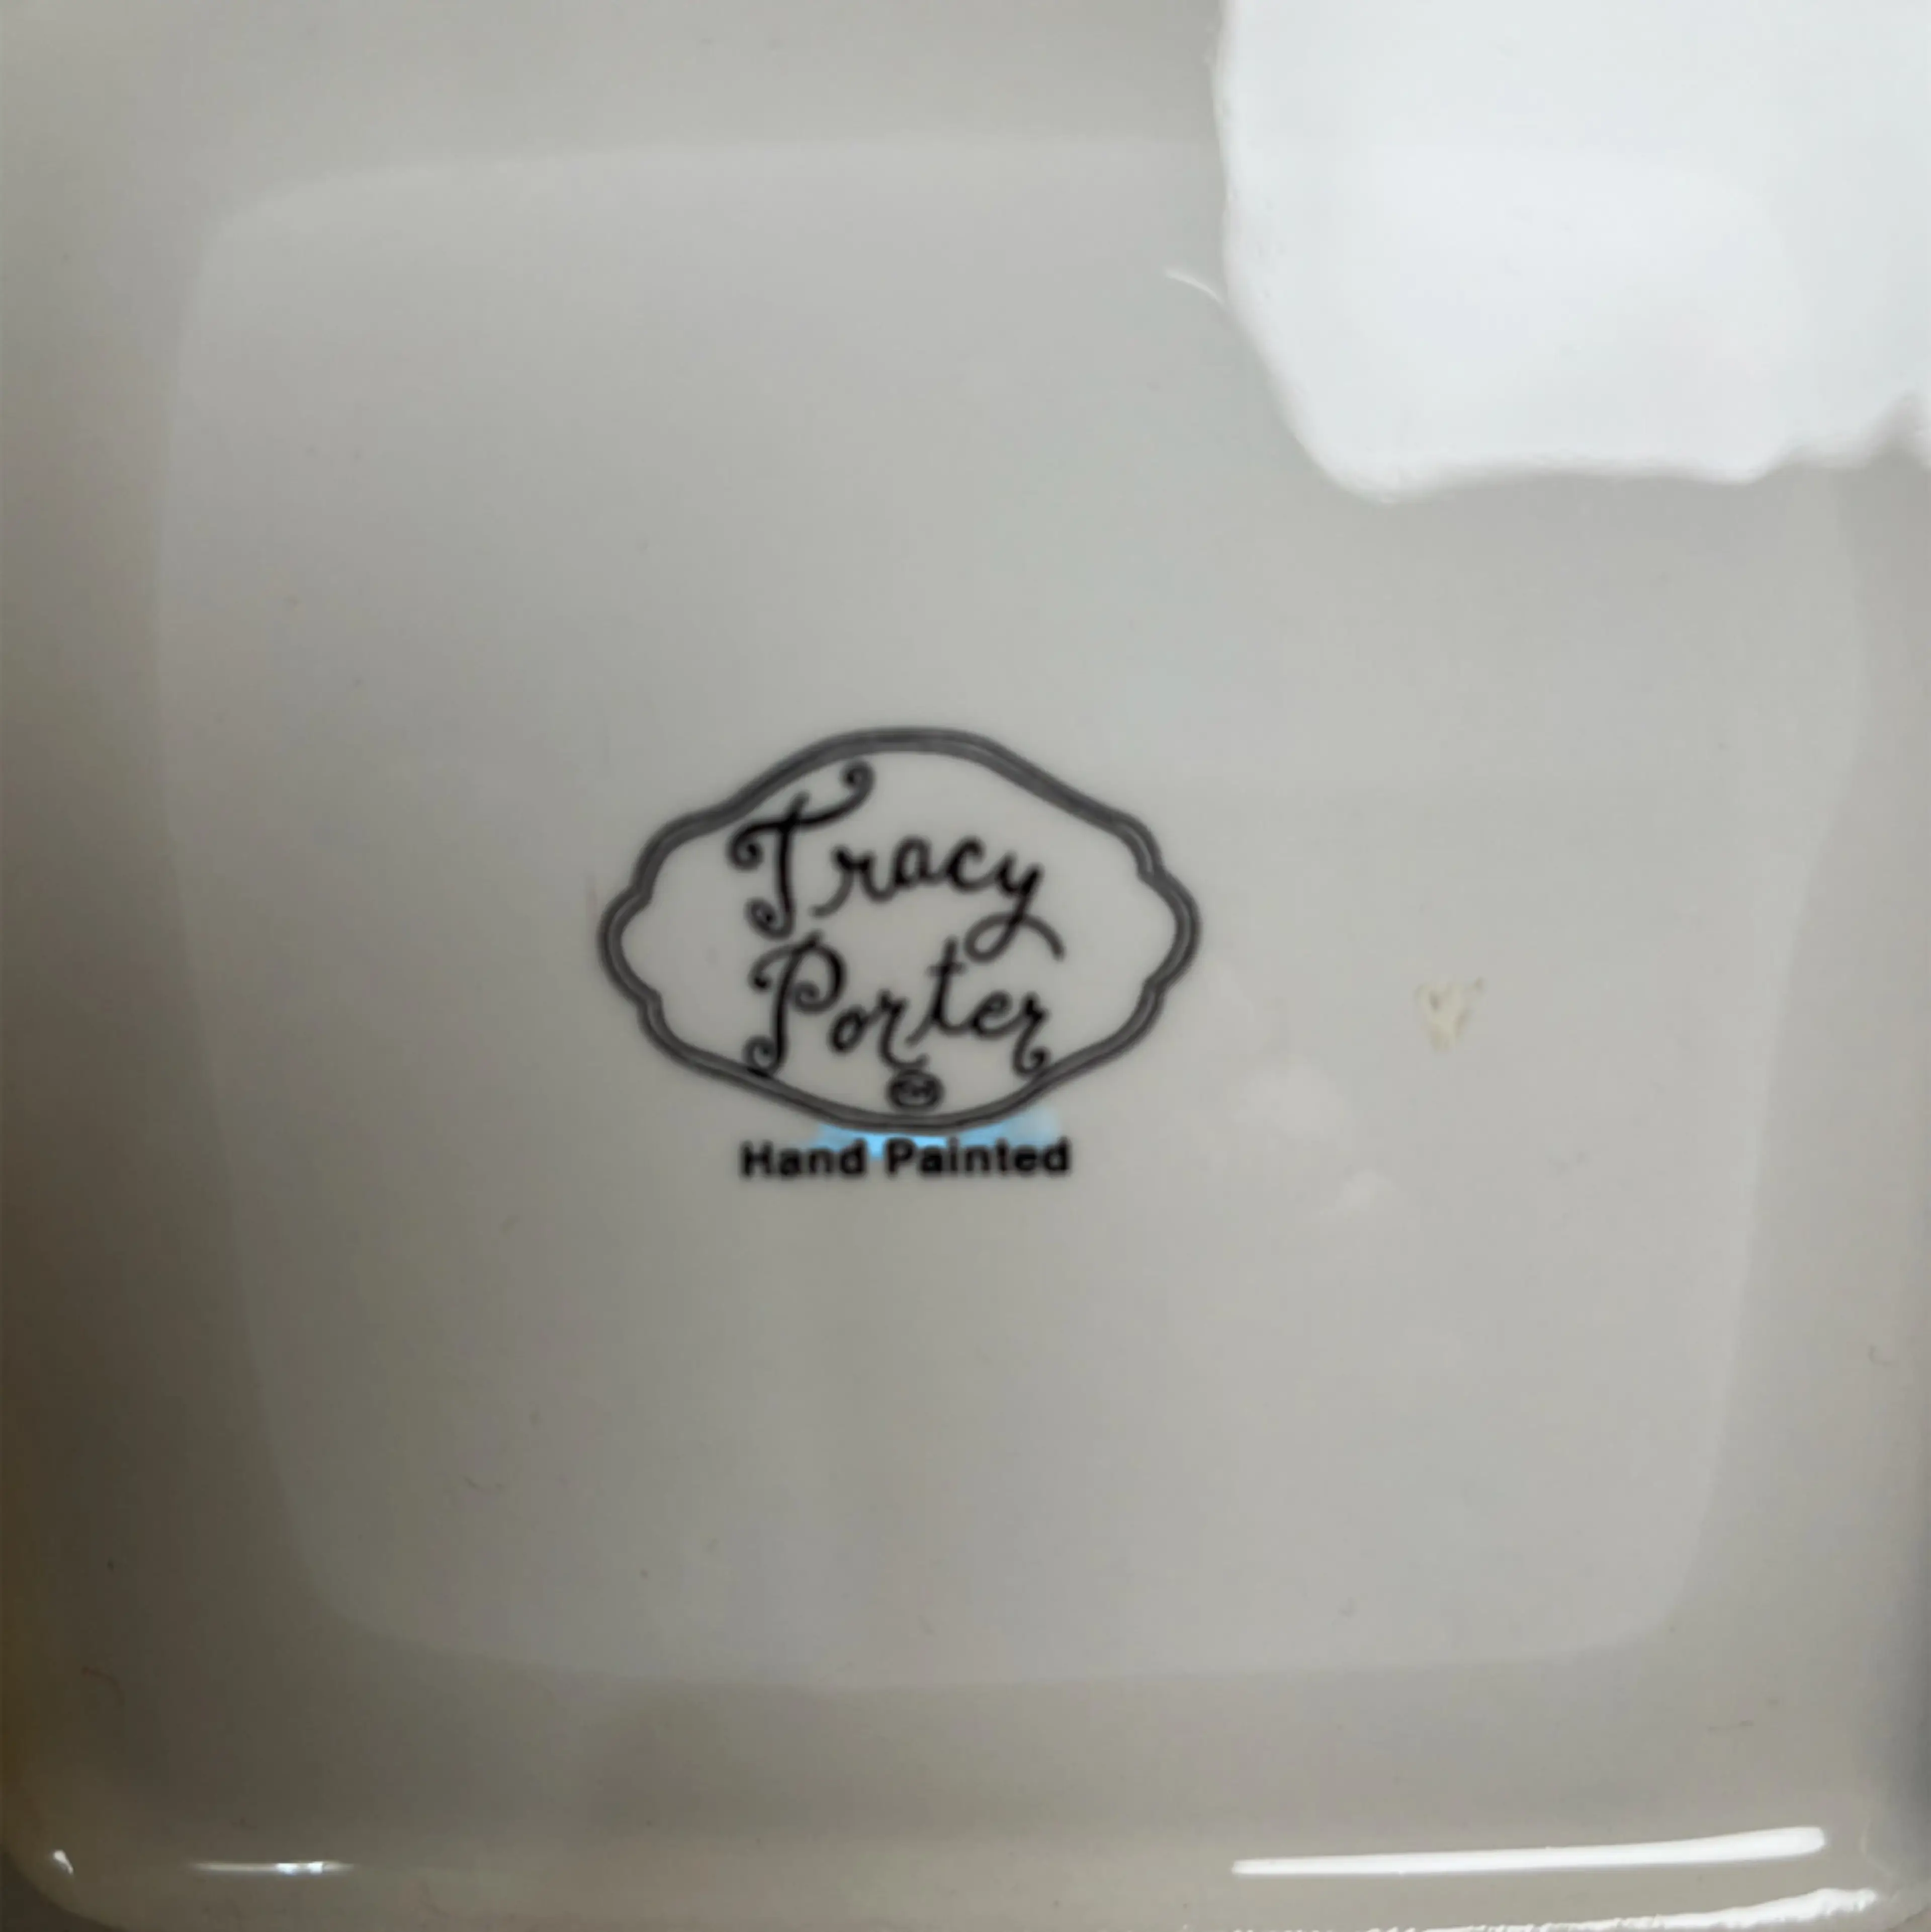 Tracy
Porter
Hand Painted